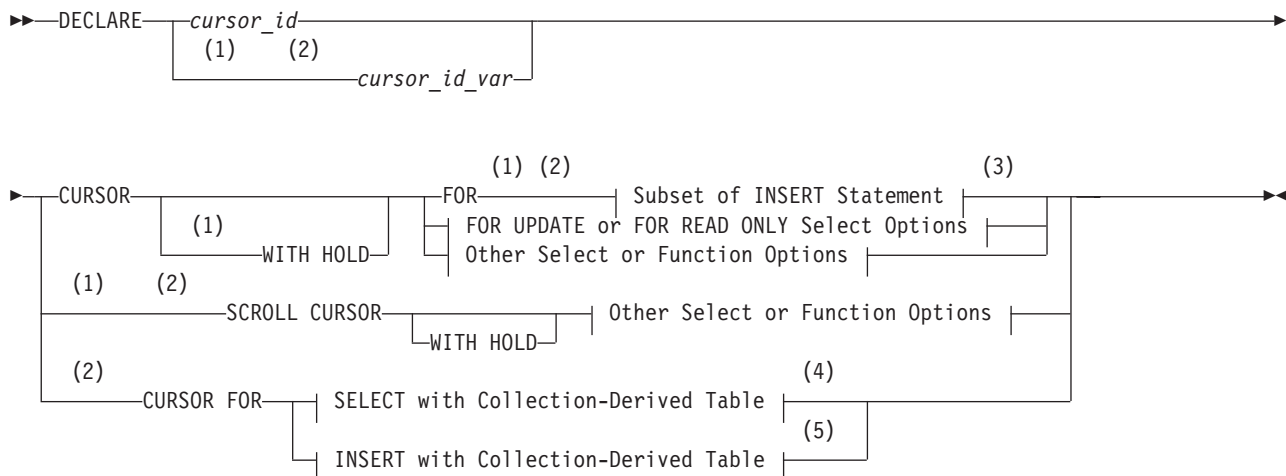 DECLARE cursor_id
(1) (2)
cursor_id_var
(1) (2) (3)
CURSOR FOR Subset of INSERT Statement
(1) FOR UPDATE or FOR READ ONLY Select Options
WITH HOLD Other Select or Function Options
(1) (2)
SCROLL CURSOR Other Select or Function Options
WITH HOLD
(2) (4)
CURSOR FOR SELECT with Collection-Derived Table
(5)
INSERT with Collection-Derived Table